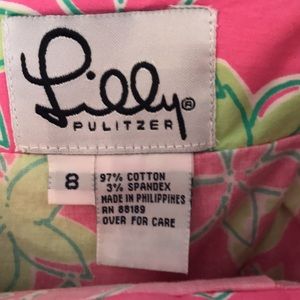 Lilly®
PULITZER
8
97% COTTON
3% SPANDEX
MADE IN PHILIPPINES
RN 88189
OVER FOR CARE